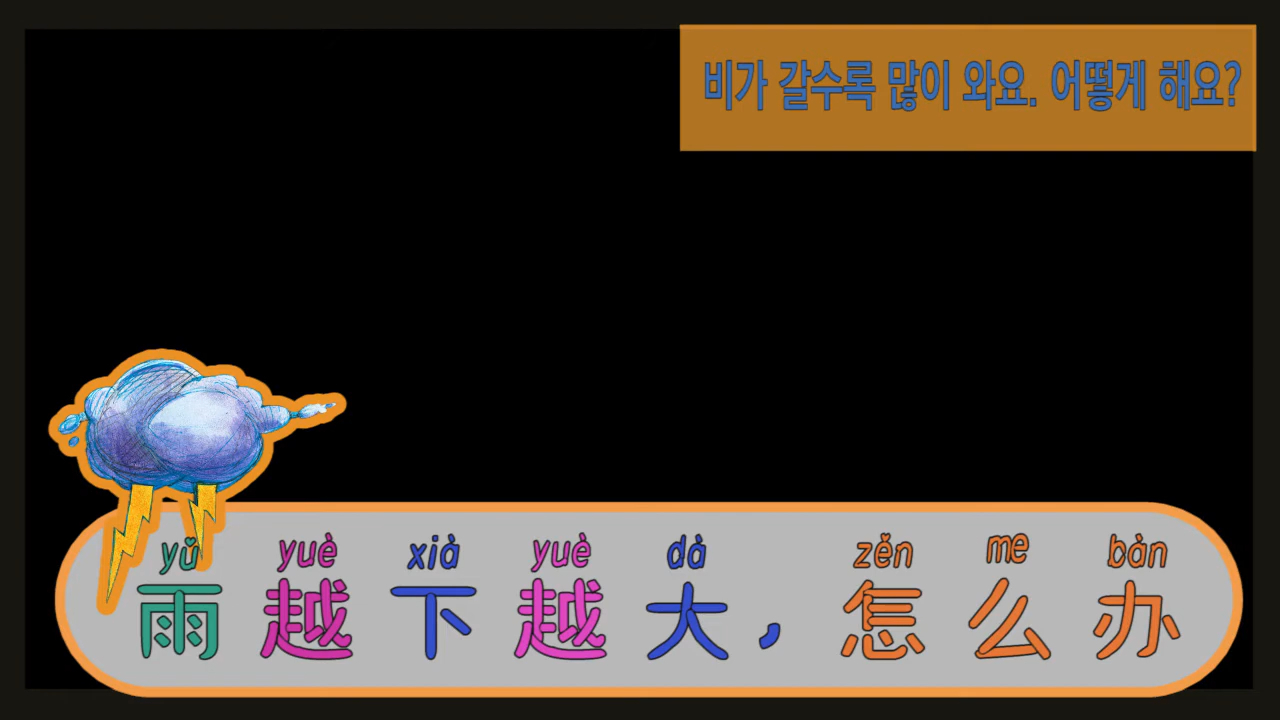 비가 갈수록 많이 와요. 어떻게 해요?
yǔ yuè xià yuè dà zěn me bàn
雨越下越大，怎么办